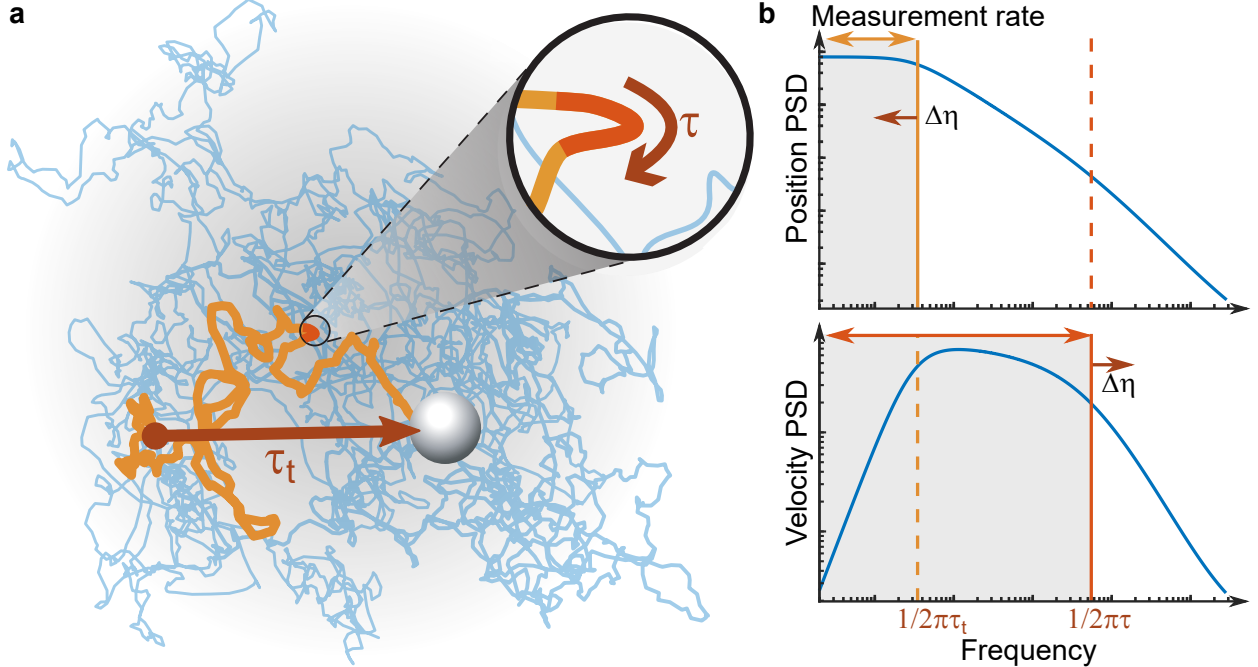 a
τ
τt
b
Measurement rate
Position PSD
Δη
Velocity PSD
Δη
1/2πτt
1/2πτ
Frequency